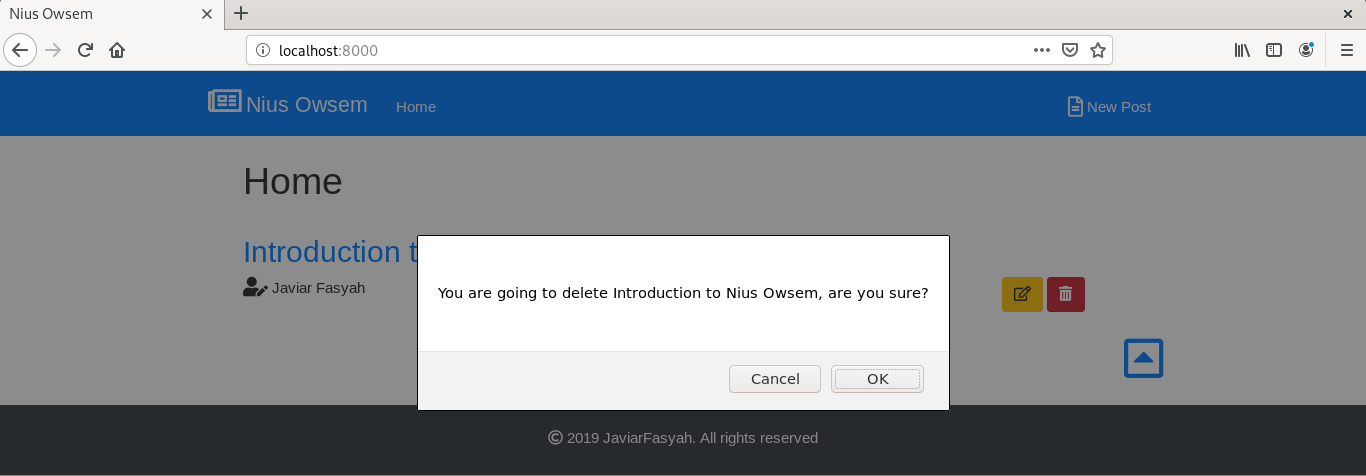 Nius Owsem
localhost:8000
Nius Owsem Home New Post
Home
Introduction t
Javiar Fasyah
You are going to delete Introduction to Nius Owsem, are you sure?
Cancel OK
© 2019 JaviarFasyah. All rights reserved